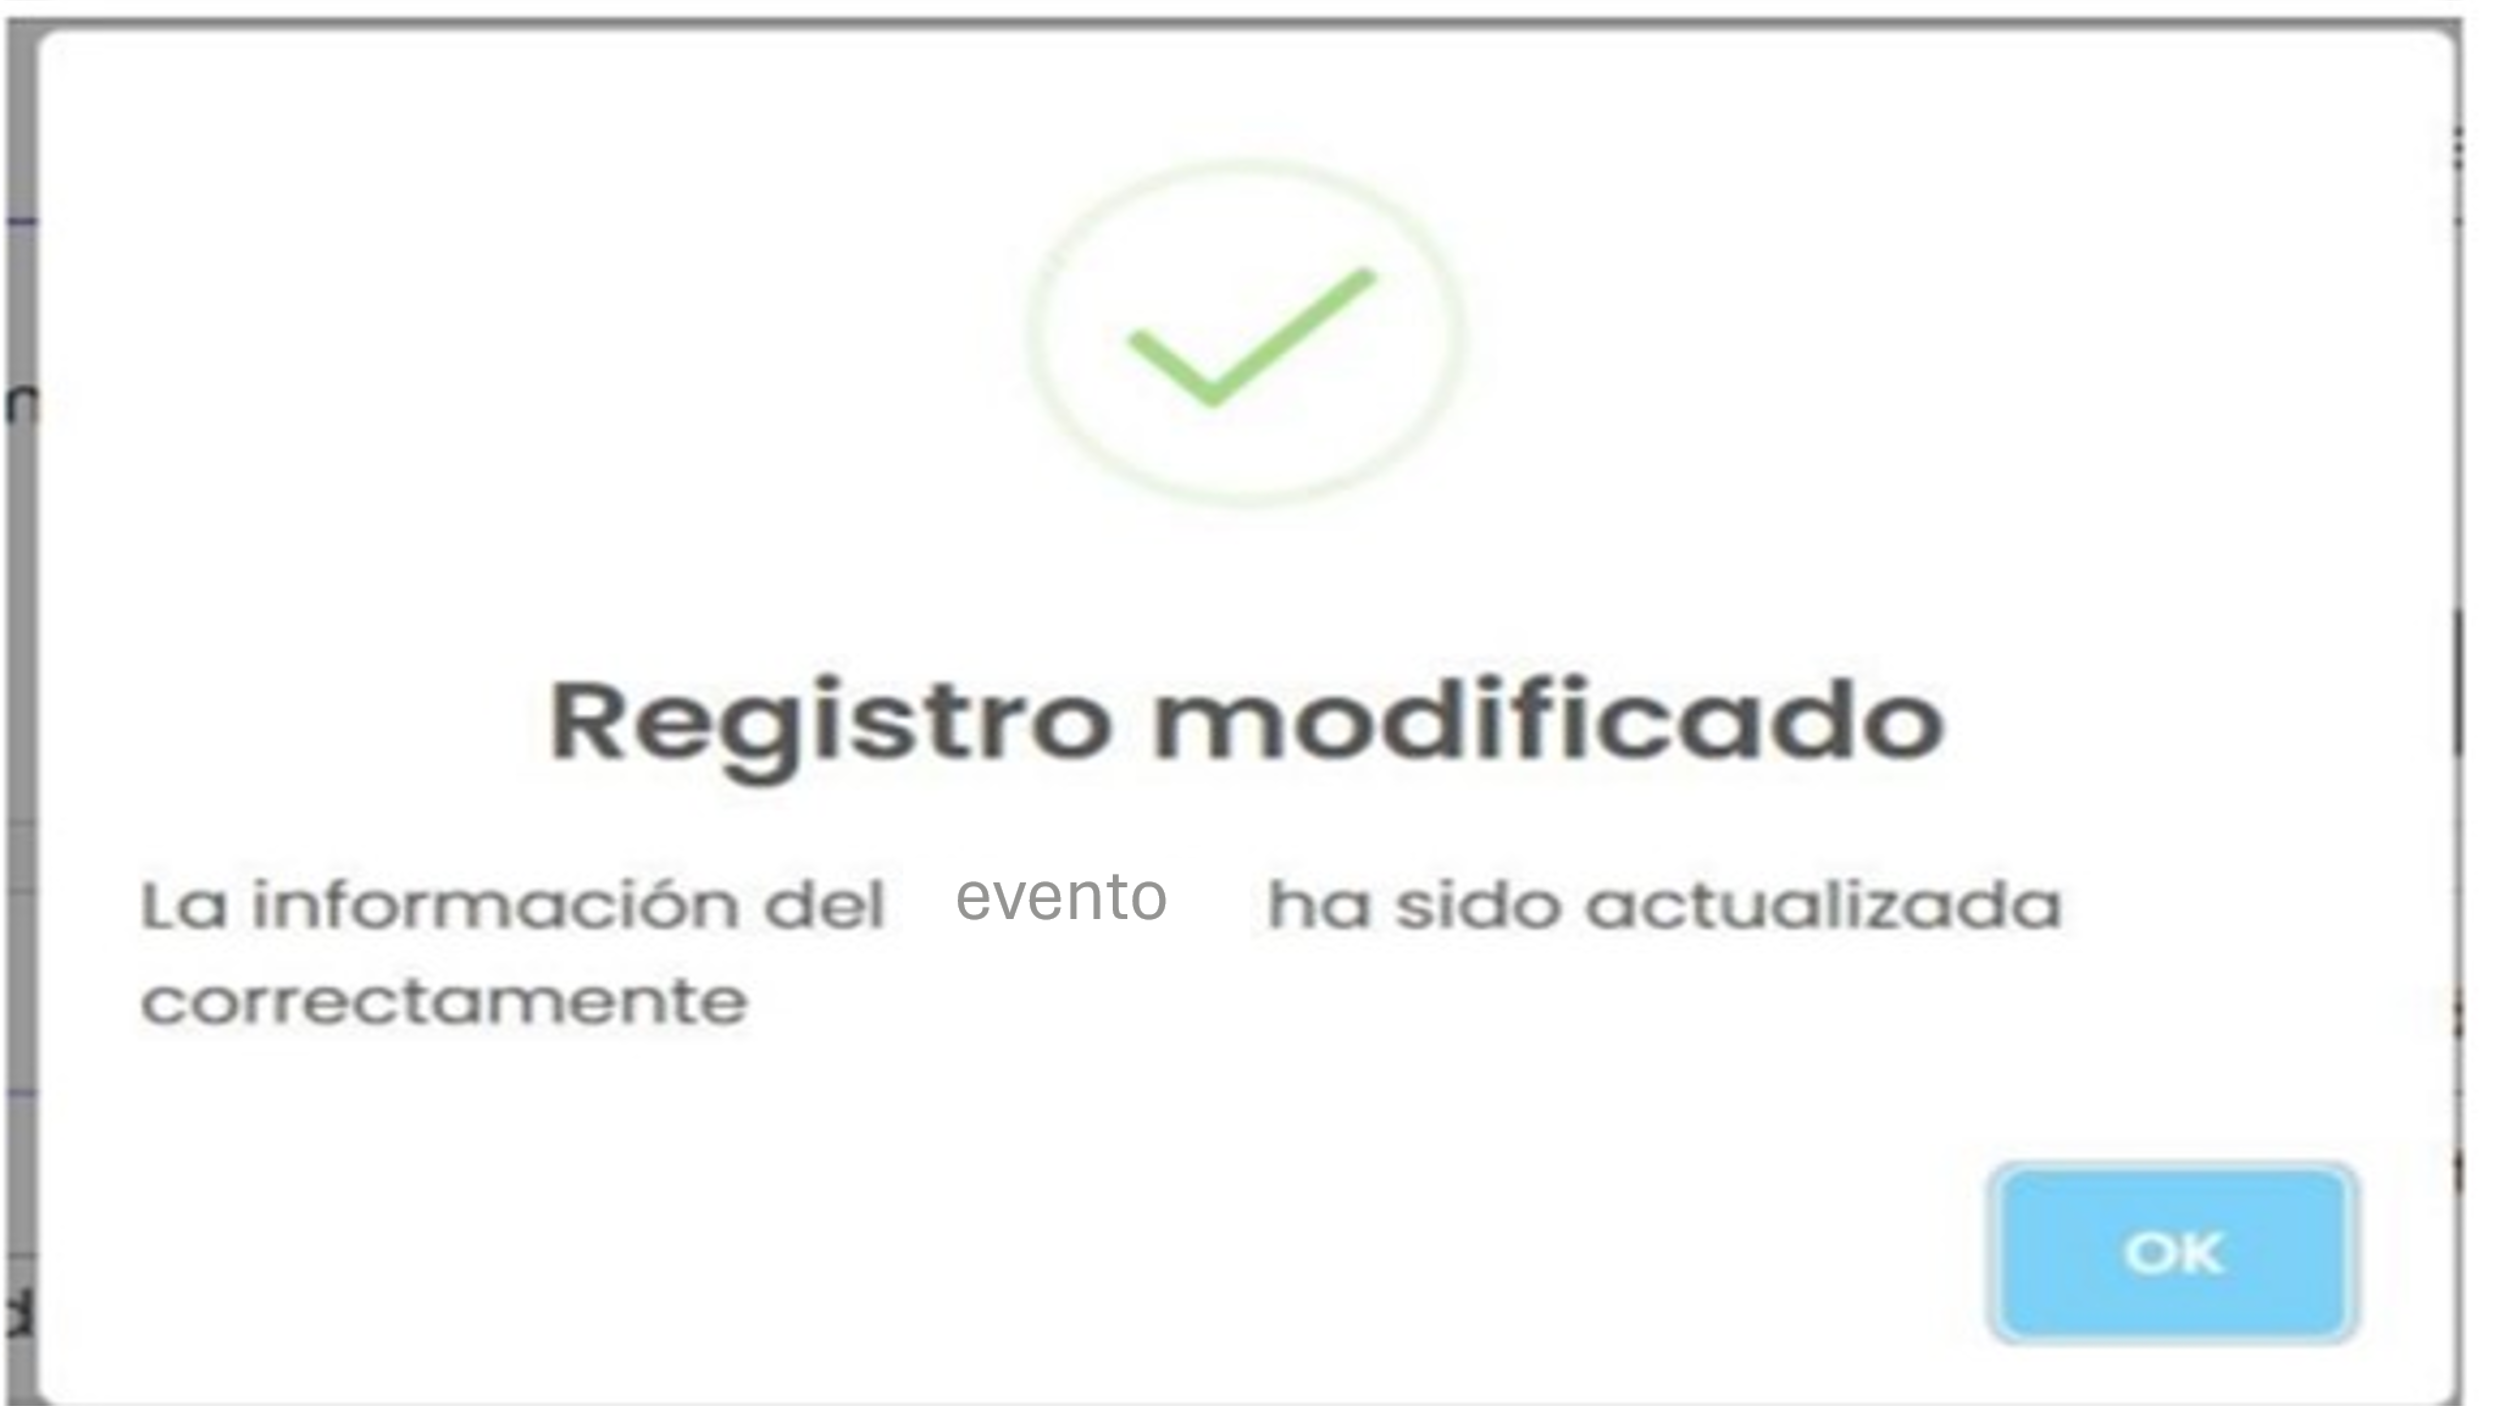 Registro modificado
La información del evento ha sido actualizada
correctamente
OK